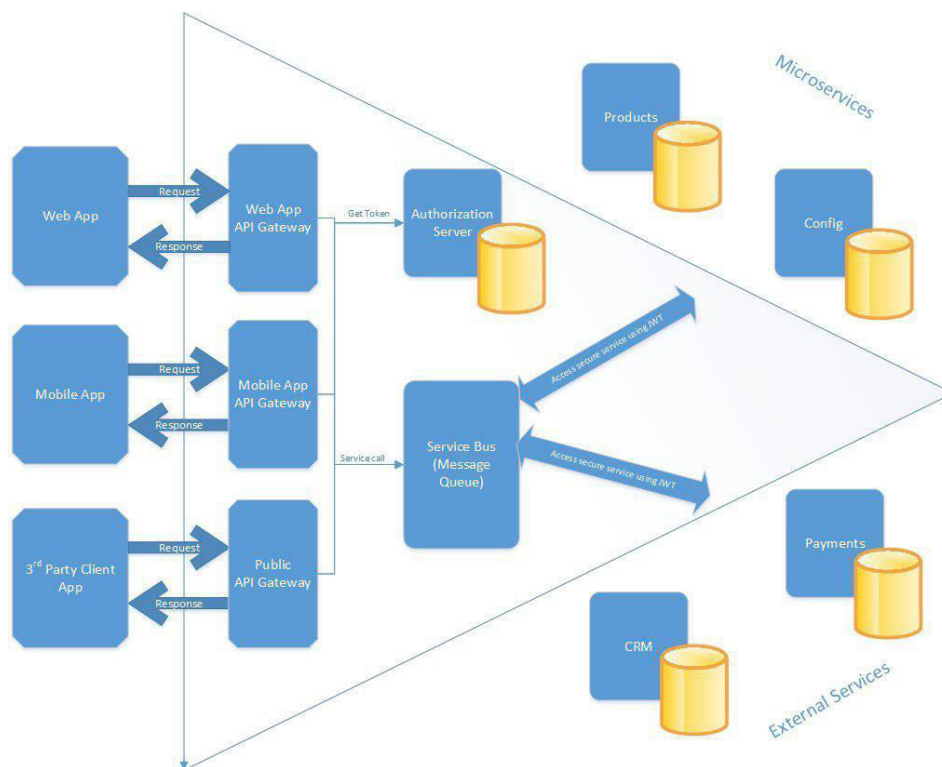 Microservices
Products
Config
Web App
Request
Response
Web App
API Gateway
Get Token
Authorization
Server
Mobile App
Request
Response
Mobile App
API Gateway
Service call
Service Bus
(Message
Queue)
Access secure service using JWT
Access secure service using JWT
3rd Party Client
App
Request
Response
Public
API Gateway
Payments
CRM
External Services